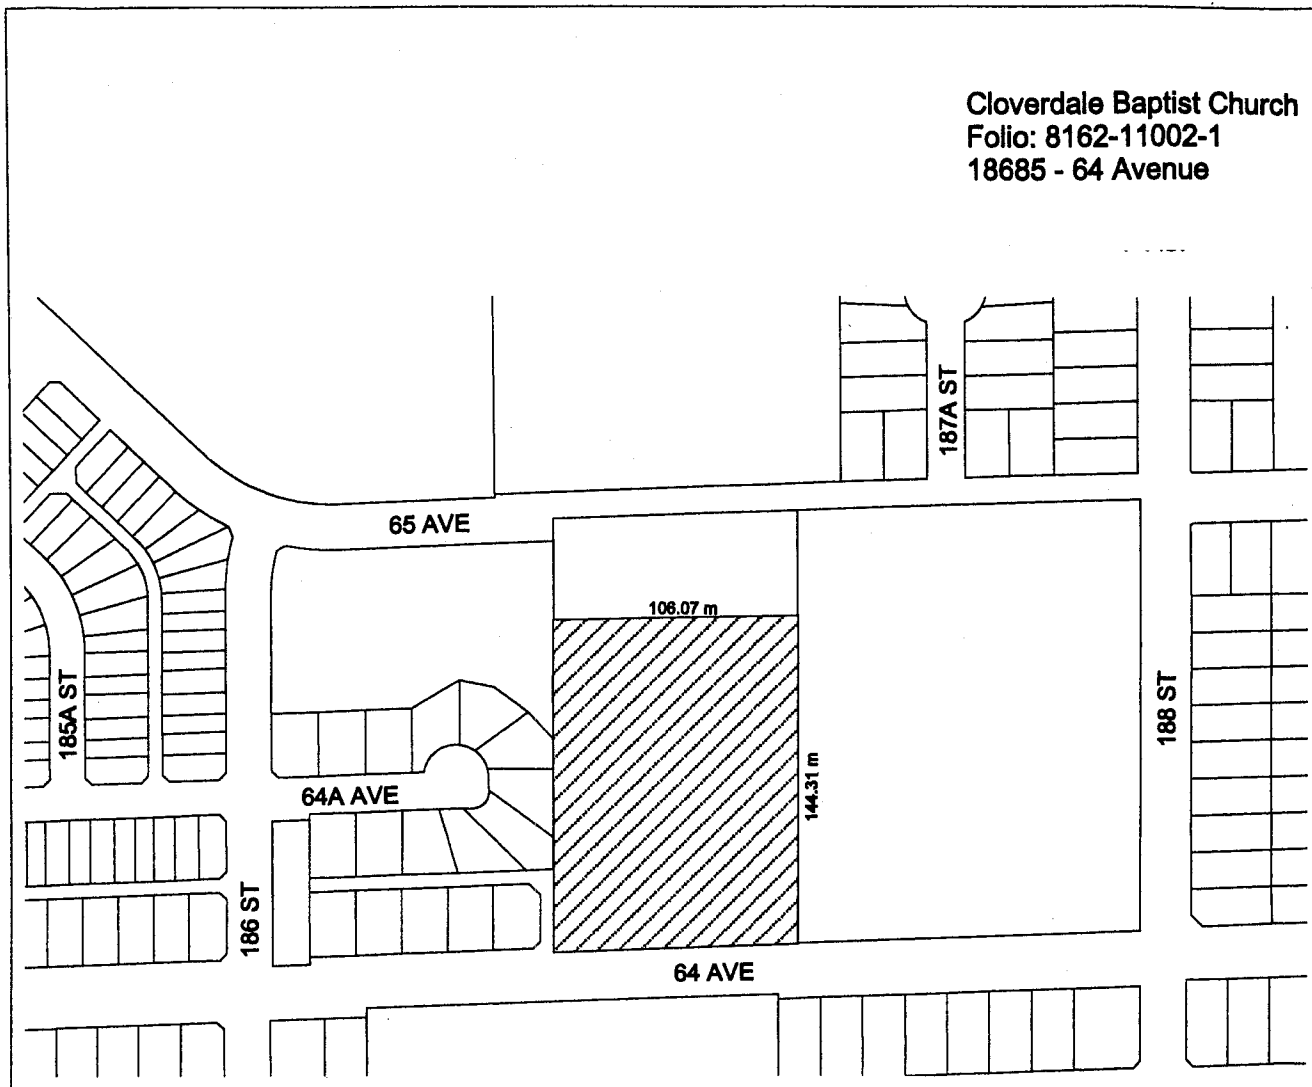 Cloverdale Baptist Church
Folio: 8162-11002-1
18685 - 64 Avenue
187A ST
65 AVE
106.07 m
185A ST
188 ST
144.31 m
64A AVE
186 ST
64 AVE